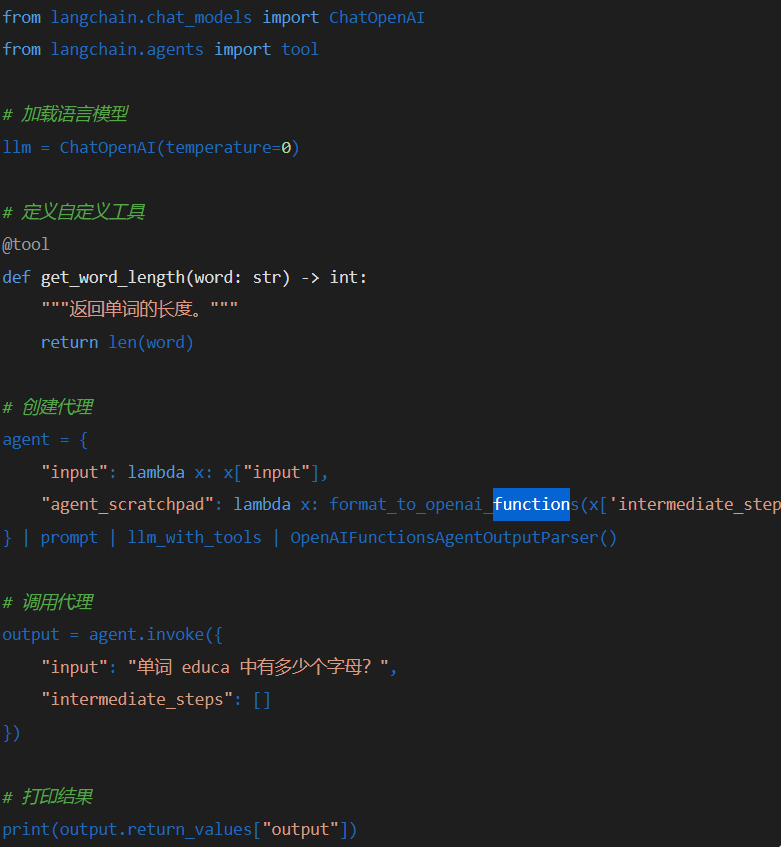 from langchain.chat_models import ChatOpenAI
from langchain.agents import tool
# 加载语言模型
llm = ChatOpenAI(temperature=0)
# 定义自定义工具
@tool
def get_word_length(word: str) -> int:
    """返回单词的长度。"""
    return len(word)
# 创建代理
agent = {
    "input": lambda x: x["input"],
    "agent_scratchpad": lambda x: format_to_openai_functions(x['intermediate_step
} | prompt | llm_with_tools | OpenAIFunctionsAgentOutputParser()
# 调用代理
output = agent.invoke({
    "input": "单词 educa 中有多少个字母？",
    "intermediate_steps": []
})
# 打印结果
print(output.return_values["output"])